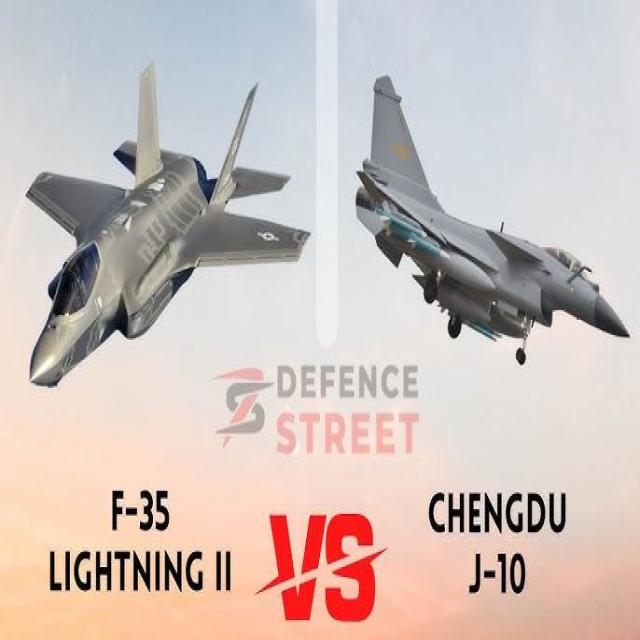 DEFENCE
STREET
F-35
LIGHTNING II
VS
CHENGDU
J-10